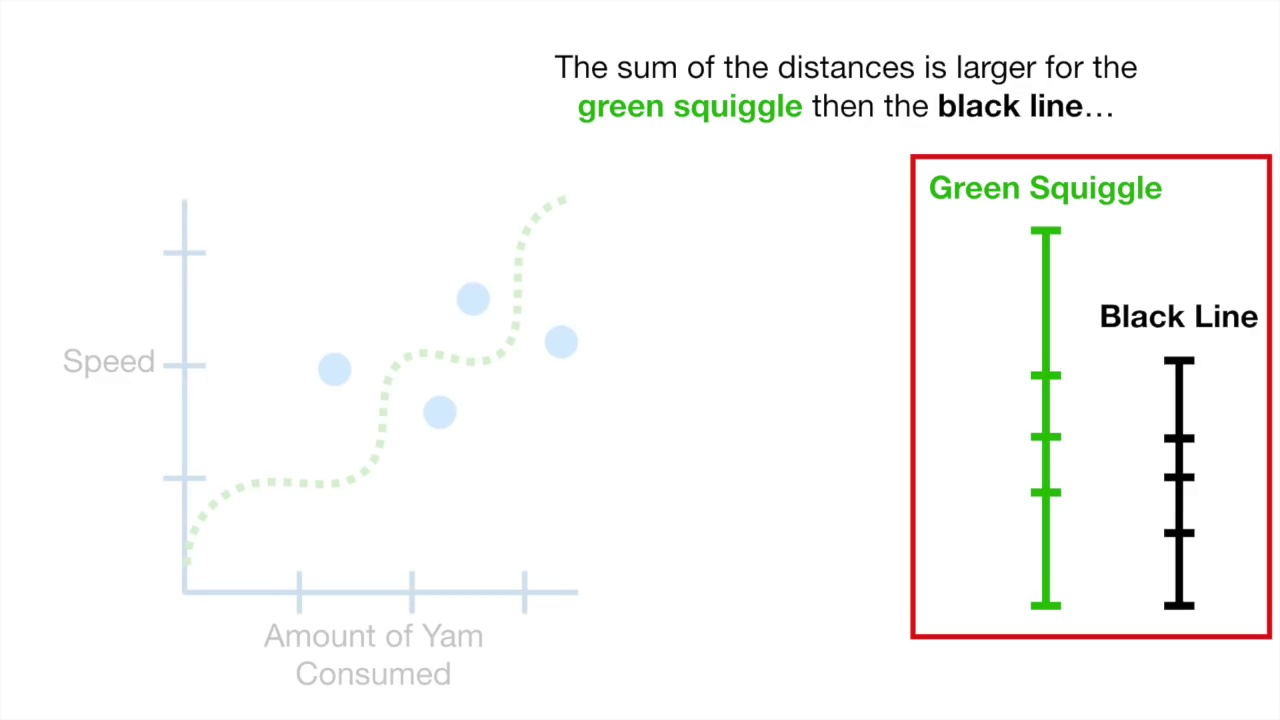 The sum of the distances is larger for the
green squiggle then the black line…
Green Squiggle
Black Line
Speed
Amount of Yam
Consumed